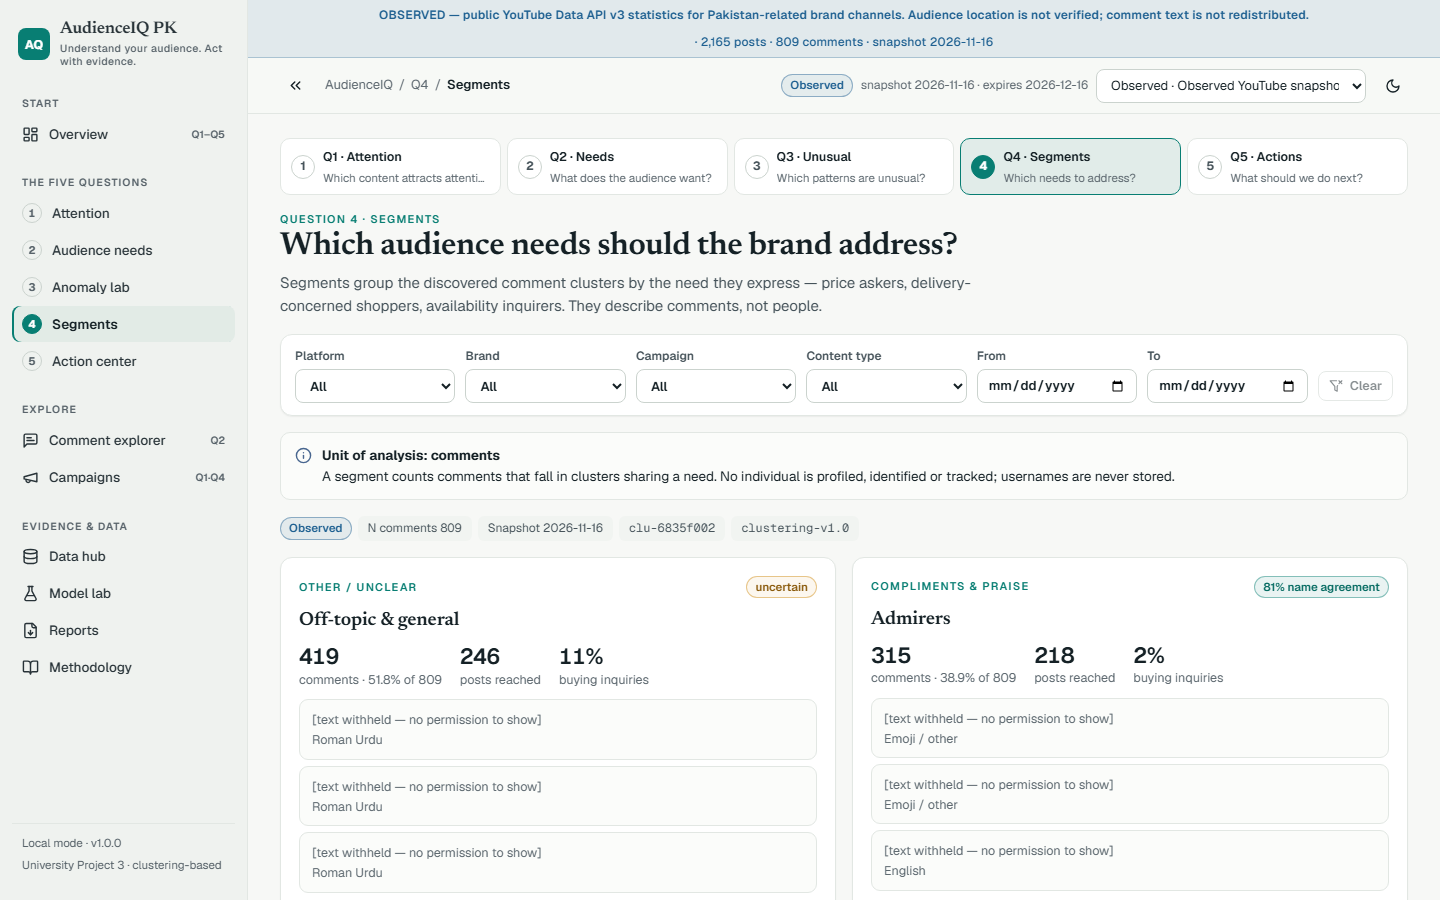 AQ
AudienceIQ PK
Understand your audience. Act
with evidence.
START
Overview
Q1–Q5
THE FIVE QUESTIONS
1
Attention
2
Audience needs
3
Anomaly lab
4
Segments
5
Action center
EXPLORE
Comment explorer
Q2
Campaigns
Q1-Q4
EVIDENCE & DATA
Data hub
Model lab
Reports
Methodology
Local mode · v1.0.0
University Project 3 · clustering-based
OBSERVED — public YouTube Data API v3 statistics for Pakistan-related brand channels. Audience location is not verified; comment text is not redistributed.
· 2,165 posts · 809 comments · snapshot 2026-11-16
AudienceIQ / Q4 / Segments
Observed
snapshot 2026-11-16 · expires 2026-12-16
Observed · Observed YouTube snapshc
1
Q1 · Attention
Which content attracts attenti...
2
Q2 · Needs
What does the audience want?
3
Q3 · Unusual
Which patterns are unusual?
4
Q4 · Segments
Which needs to address?
5
Q5 · Actions
What should we do next?
QUESTION 4 · SEGMENTS
Which audience needs should the brand address?
Segments group the discovered comment clusters by the need they express — price askers, delivery-
concerned shoppers, availability inquirers. They describe comments, not people.
Platform
All
Brand
All
Campaign
All
Content type
All
From
mm/dd/yyyy
To
mm/dd/yyyy
Clear
Unit of analysis: comments
A segment counts comments that fall in clusters sharing a need. No individual is profiled, identified or tracked; usernames are never stored.
Observed
N comments 809
Snapshot 2026-11-16
clu-6835f002
clustering-v1.0
OTHER / UNCLEAR
uncertain
Off-topic & general
419
comments · 51.8% of 809
246
posts reached
11%
buying inquiries
[text withheld — no permission to show]
Roman Urdu
[text withheld — no permission to show]
Roman Urdu
[text withheld — no permission to show]
Roman Urdu
COMPLIMENTS & PRAISE
81% name agreement
Admirers
315
comments · 38.9% of 809
218
posts reached
2%
buying inquiries
[text withheld — no permission to show]
Emoji / other
[text withheld — no permission to show]
Emoji / other
[text withheld — no permission to show]
English